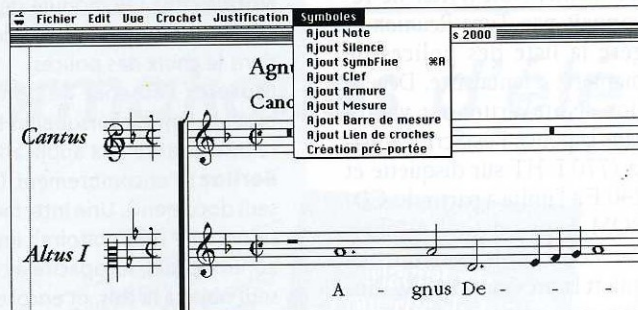 Fichier Edit Vue Crochet Justification Symboles
s 2000
Ajout Note
Ajout Silence
Ajout SymbFixe ⌘A
Ajout Clef
Ajout Armure
Ajout Mesure
Ajout Barre de mesure
Ajout Lien de croches
Création pré-portée
Agnu
Cano
Cantus
Altus I
A - gnus De -